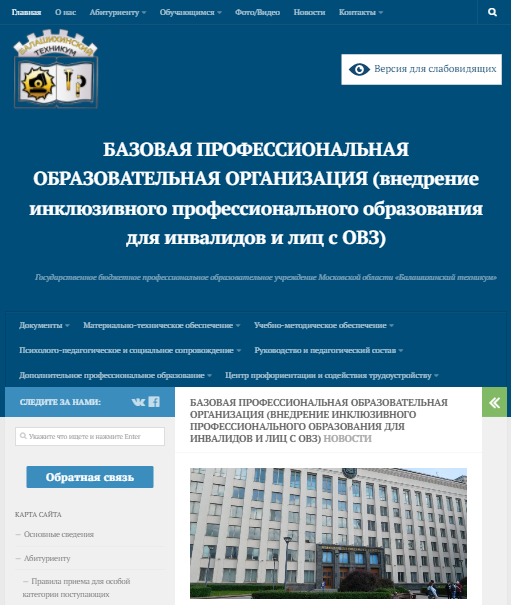 Главная О нас Абитуриенту Обучающимся Фото/Видео Новости Контакты
БАЛАШИХИНСКИЙ
ТЕХНИКУМ
Версия для слабовидящих
БАЗОВАЯ ПРОФЕССИОНАЛЬНАЯ
ОБРАЗОВАТЕЛЬНАЯ ОРГАНИЗАЦИЯ (внедрение
инклюзивного профессионального образования
для инвалидов и лиц с ОВЗ)
Государственное бюджетное профессиональное образовательное учреждение Московской области «Балашихинский техникум»
Документы Материально-техническое обеспечение Учебно-методическое обеспечение
Психолого-педагогическое и социальное сопровождение Руководство и педагогический состав
Дополнительное профессиональное образование Центр профориентации и содействия трудоустройству
СЛЕДИТЕ ЗА НАМИ:
Укажите что ищете и нажмите Enter
Обратная связь
КАРТА САЙТА
– Основные сведения
– Абитуриенту
– Правила приема для особой
категории поступающих
БАЗОВАЯ ПРОФЕССИОНАЛЬНАЯ ОБРАЗОВАТЕЛЬНАЯ
ОРГАНИЗАЦИЯ (ВНЕДРЕНИЕ ИНКЛЮЗИВНОГО
ПРОФЕССИОНАЛЬНОГО ОБРАЗОВАНИЯ ДЛЯ
ИНВАЛИДОВ И ЛИЦ С ОВЗ) НОВОСТИ